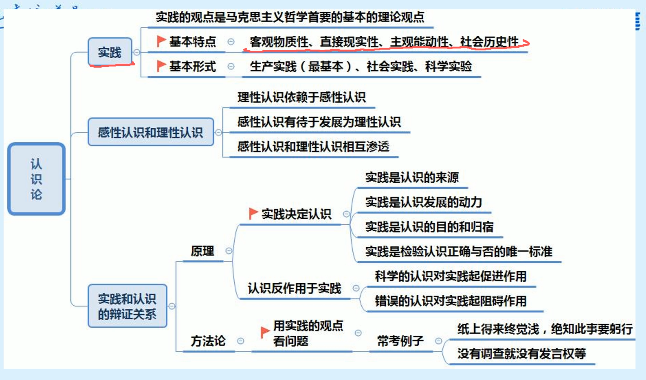 实践的观点是马克思主义哲学首要的基本的理论观点
实践
基本特点
客观物质性、直接现实性、主观能动性、社会历史性
基本形式
生产实践（最基本）、社会实践、科学实验
认识论
感性认识和理性认识
理性认识依赖于感性认识
感性认识有待于发展为理性认识
感性认识和理性认识相互渗透
实践和认识
的辩证关系
原理
实践决定认识
实践是认识的来源
实践是认识发展的动力
实践是认识的目的和归宿
实践是检验认识正确与否的唯一标准
认识反作用于实践
科学的认识对实践起促进作用
错误的认识对实践起阻碍作用
方法论
用实践的观点
看问题
常考例子
纸上得来终觉浅，绝知此事要躬行
没有调查就没有发言权等